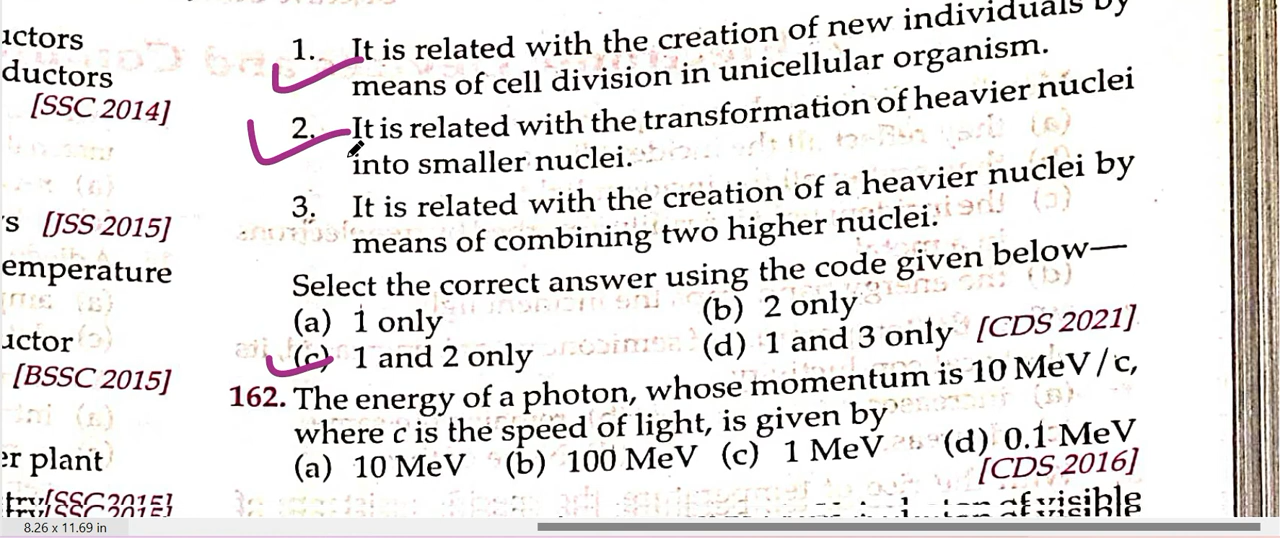 uctors
ductors
[SSC 2014]
's [JSS 2015]
emperature
uctor
[BSSC 2015]
er plant
try[SSC 2015]
1. It is related with the creation of new individuals by
means of cell division in unicellular organism.
2. It is related with the transformation of heavier nuclei
into smaller nuclei.
3. It is related with the creation of a heavier nuclei by
means of combining two higher nuclei.
Select the correct answer using the code given below—
(a) 1 only (b) 2 only
(c) 1 and 2 only (d) 1 and 3 only [CDS 2021]
162. The energy of a photon, whose momentum is 10 MeV/c,
where c is the speed of light, is given by
(a) 10 MeV (b) 100 MeV (c) 1 MeV (d) 0.1 MeV
[CDS 2016]
of visible
8.26 x 11.69 in